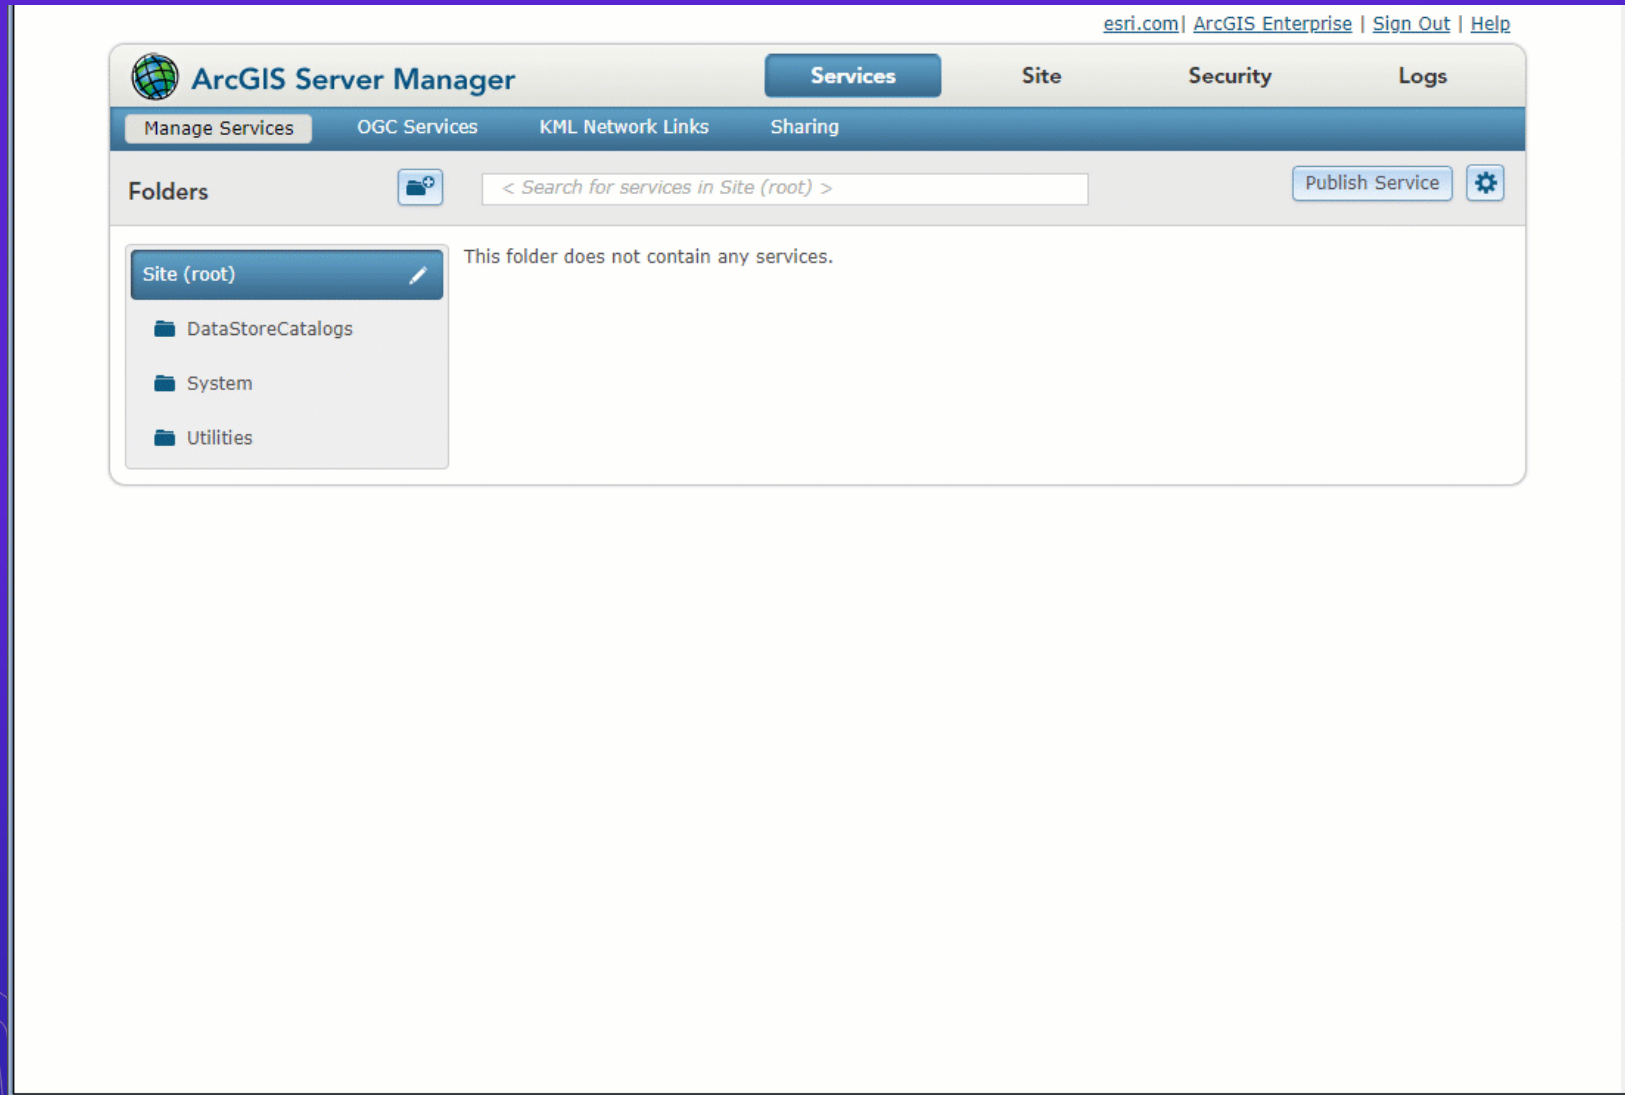 esri.com| ArcGIS Enterprise | Sign Out | Help
ArcGIS Server Manager Services Site Security Logs
Manage Services OGC Services KML Network Links Sharing
Folders < Search for services in Site (root) > Publish Service
Site (root) This folder does not contain any services.
DataStoreCatalogs
System
Utilities